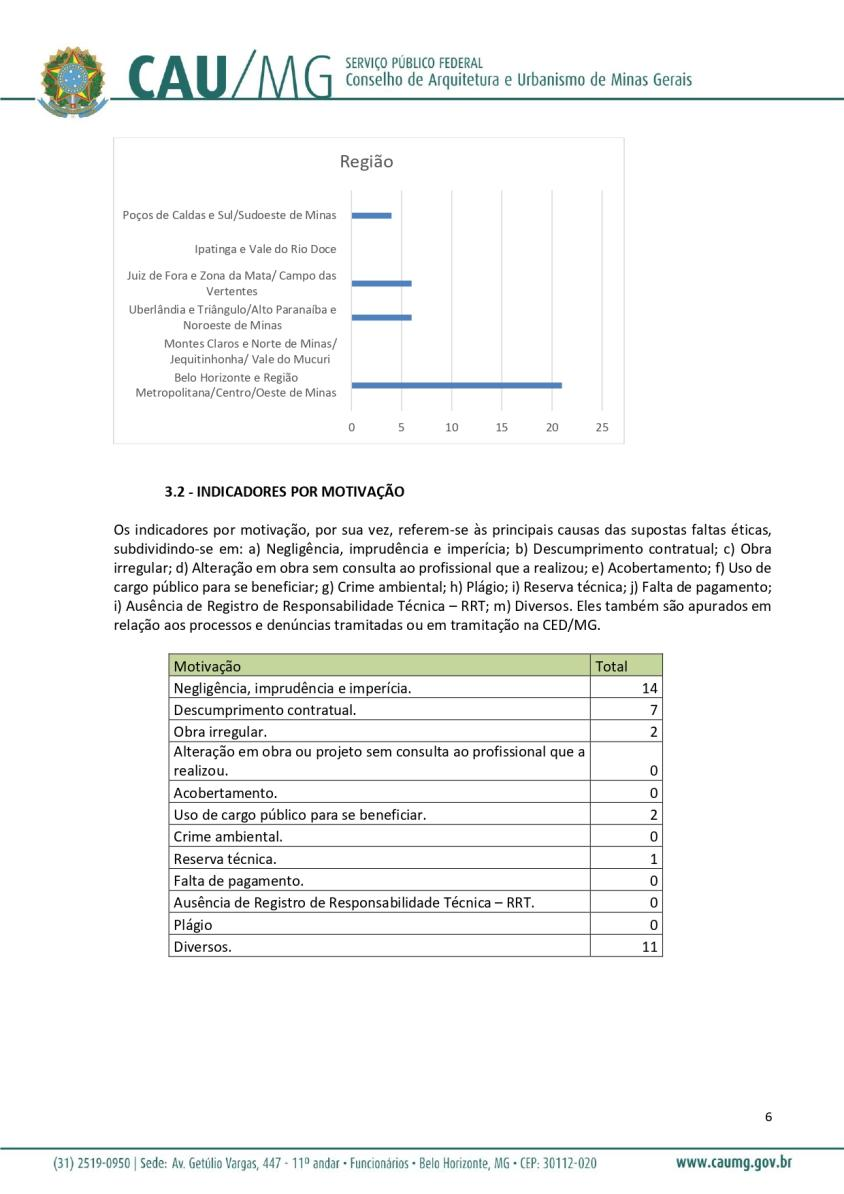 CAU/MG
SERVIÇO PÚBLICO FEDERAL
Conselho de Arquitetura e Urbanismo de Minas Gerais
Região
Poços de Caldas e Sul/Sudoeste de Minas
Ipatinga e Vale do Rio Doce
Juiz de Fora e Zona da Mata/ Campo das
Vertentes
Uberlândia e Triângulo/Alto Paranaíba e
Noroeste de Minas
Montes Claros e Norte de Minas/
Jequitinhonha/ Vale do Mucuri
Belo Horizonte e Região
Metropolitana/Centro/Oeste de Minas
0 5 10 15 20 25
3.2 - INDICADORES POR MOTIVAÇÃO
Os indicadores por motivação, por sua vez, referem-se às principais causas das supostas faltas éticas,
subdividindo-se em: a) Negligência, imprudência e imperícia; b) Descumprimento contratual; c) Obra
irregular; d) Alteração em obra sem consulta ao profissional que a realizou; e) Acobertamento; f) Uso de
cargo público para se beneficiar; g) Crime ambiental; h) Plágio; i) Reserva técnica; j) Falta de pagamento;
i) Ausência de Registro de Responsabilidade Técnica – RRT; m) Diversos. Eles também são apurados em
relação aos processos e denúncias tramitadas ou em tramitação na CED/MG.
Motivação Total
Negligência, imprudência e imperícia. 14
Descumprimento contratual. 7
Obra irregular. 2
Alteração em obra ou projeto sem consulta ao profissional que a
realizou. 0
Acobertamento. 0
Uso de cargo público para se beneficiar. 2
Crime ambiental. 0
Reserva técnica. 1
Falta de pagamento. 0
Ausência de Registro de Responsabilidade Técnica – RRT. 0
Plágio 0
Diversos. 11
6
(31) 2519-0950 | Sede: Av. Getúlio Vargas, 447 - 11º andar • Funcionários • Belo Horizonte, MG • CEP: 30112-020
www.caumg.gov.br